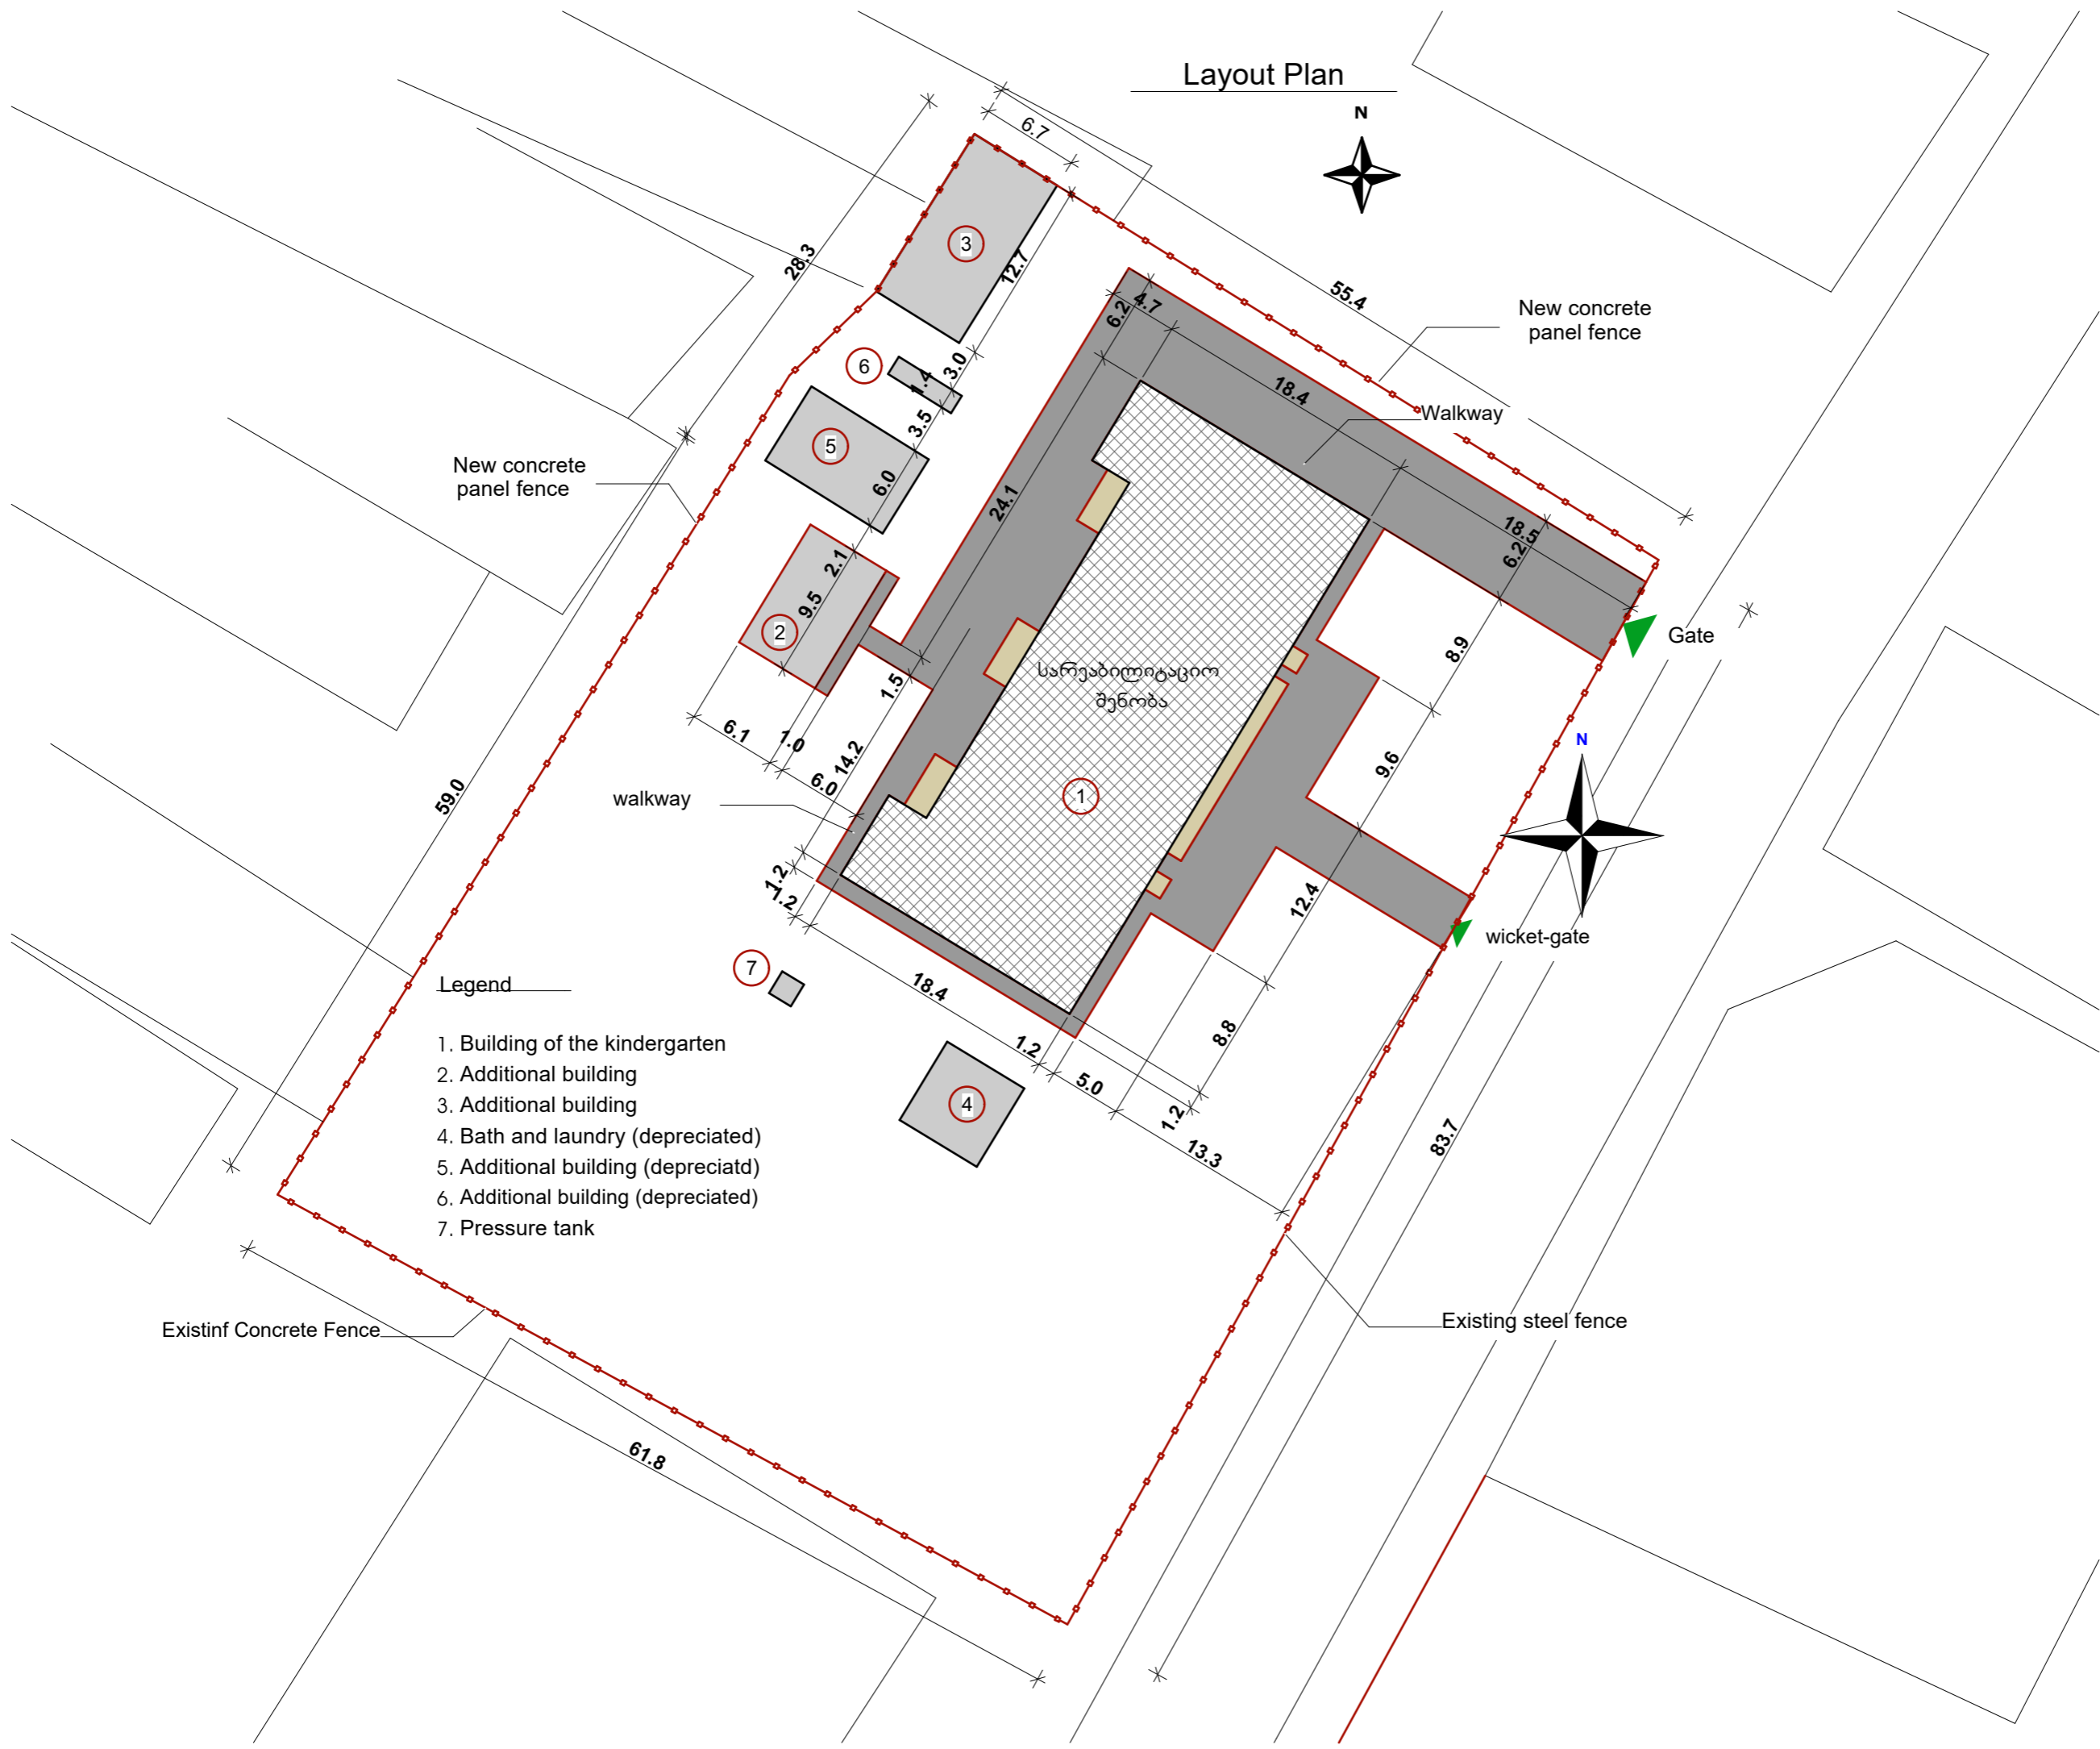 Layout Plan
N
6.7
28.3
3
12.7
55.4
New concrete
panel fence
6.2
4.7
6
1.4
3.0
18.4
Walkway
3.5
5
New concrete
panel fence
6.0
24.1
18.5
6.2
2.1
9.5
2
Gate
8.9
სარეაბილიტაციო
შენობა
1.5
6.1
1.0
14.2
6.0
N
9.6
59.0
walkway
1
1.2
1.2
12.4
wicket-gate
7
Legend
18.4
8.8
1.2
5.0
1.2
13.3
4
83.7
1. Building of the kindergarten
2. Additional building
3. Additional building
4. Bath and laundry (depreciated)
5. Additional building (depreciatd)
6. Additional building (depreciated)
7. Pressure tank
Existinf Concrete Fence
Existing steel fence
61.8